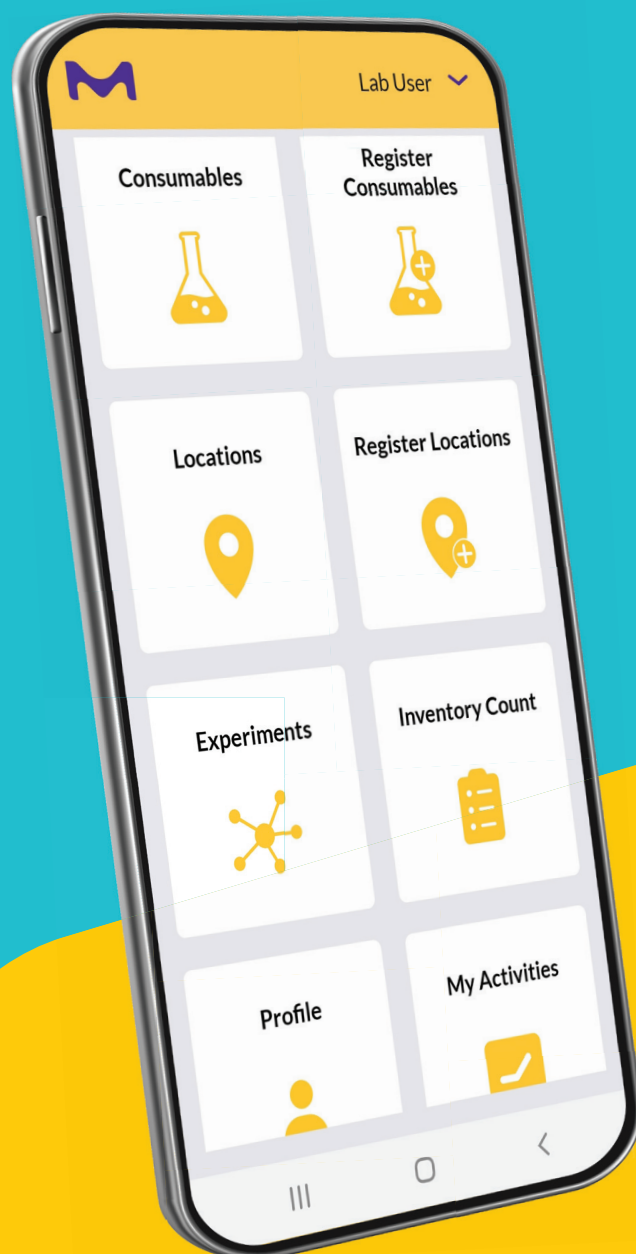 Lab User
Consumables
Register
Consumables
Locations
Register Locations
Experiments
Inventory Count
Profile
My Activities